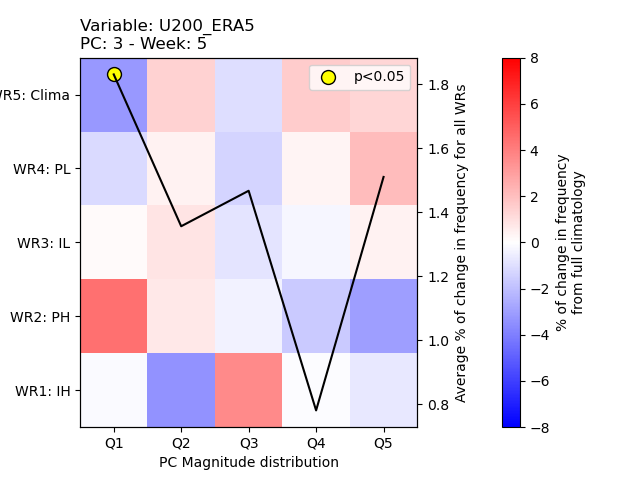 Variable: U200_ERA5
PC: 3 - Week: 5
p<0.05
WR5: Clima
WR4: PL
WR3: IL
WR2: PH
WR1: IH
Q1 Q2 Q3 Q4 Q5
PC Magnitude distribution
1.8
1.6
1.4
1.2
1.0
0.8
Average % of change in frequency for all WRs
8
6
4
2
0
−2
−4
−6
−8
% of change in frequency
from full climatology